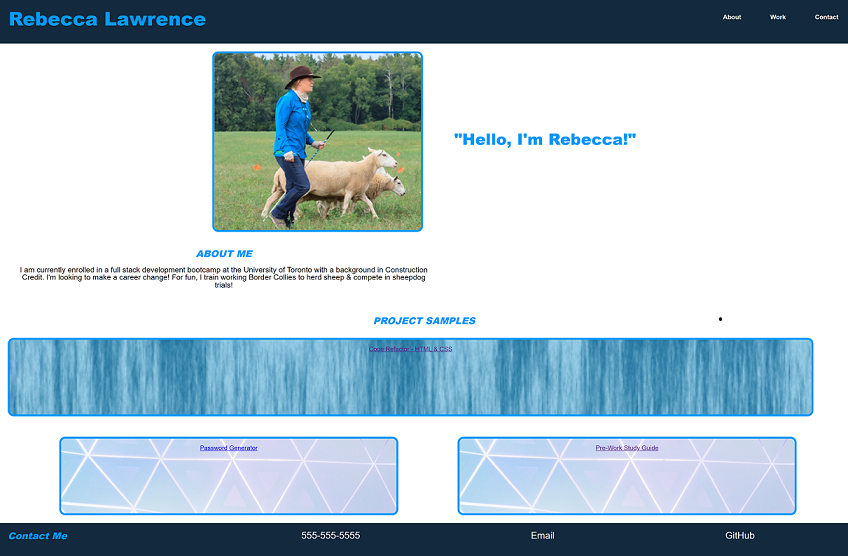 Rebecca Lawrence
About Work Contact
"Hello, I'm Rebecca!"
ABOUT ME
I am currently enrolled in a full stack development bootcamp at the University of Toronto with a background in Construction
Credit. I'm looking to make a career change! For fun, I train working Border Collies to herd sheep & compete in sheepdog
trials!
PROJECT SAMPLES
Code Refactor - HTML & CSS
Password Generator
Pre-Work Study Guide
Contact Me
555-555-5555
Email
GitHub